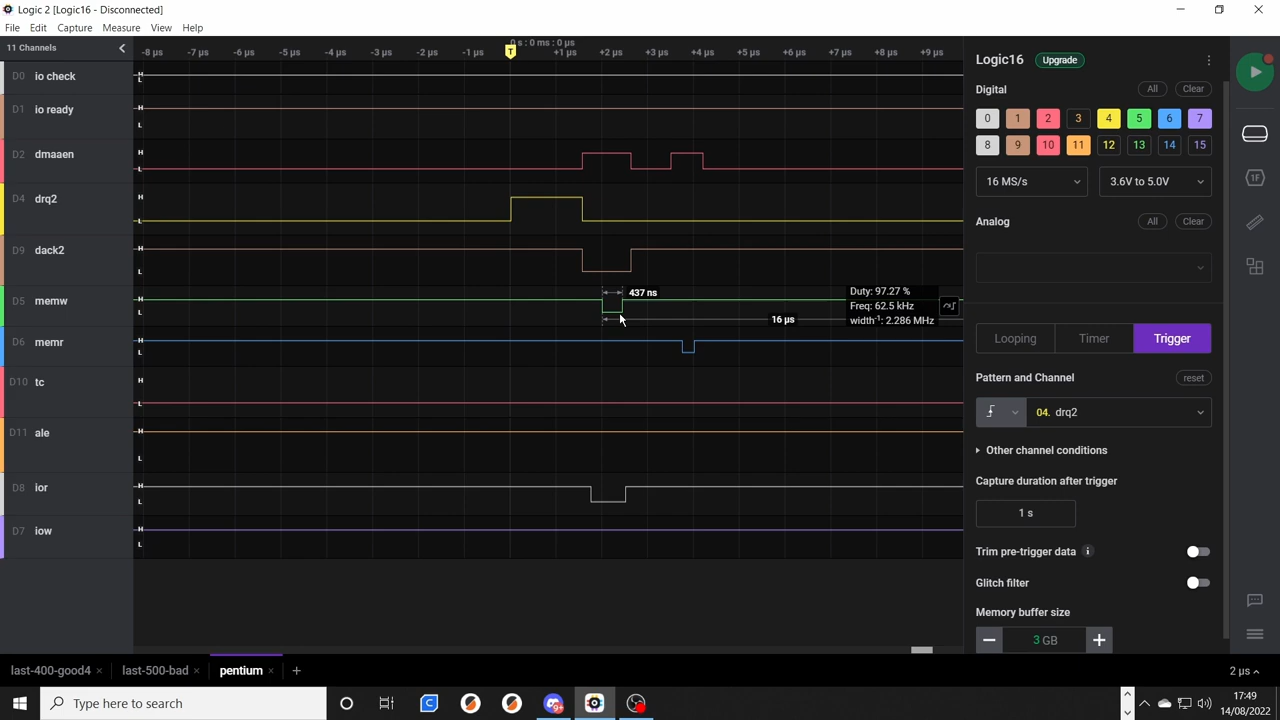 Logic 2 [Logic16 - Disconnected]
File Edit Capture Measure View Help
11 Channels
0 s : 0 ms : 0 µs
-8 µs -7 µs -6 µs -5 µs -4 µs -3 µs -2 µs -1 µs T +1 µs +2 µs +3 µs +4 µs +5 µs +6 µs +7 µs +8 µs +9 µs
D0 io check H L
D1 io ready H L
D2 dmaaen H L
D4 drq2 H L
D9 dack2 H L
D5 memw H L
437 ns
16 µs
Duty: 97.27 %
Freq: 62.5 kHz
width⁻¹: 2.286 MHz
D6 memr H L
D10 tc H L
D11 ale H L
D8 ior H L
D7 iow H L
Logic16 Upgrade
Digital All Clear
0 1 2 3 4 5 6 7
8 9 10 11 12 13 14 15
16 MS/s 3.6V to 5.0V
Analog All Clear
Looping Timer Trigger
Pattern and Channel reset
04. drq2
Other channel conditions
Capture duration after trigger
1 s
Trim pre-trigger data i
Glitch filter
Memory buffer size
3 GB
1F
last-400-good4 × last-500-bad × pentium × +
2 µs
Type here to search
9+
17:49
14/08/2022